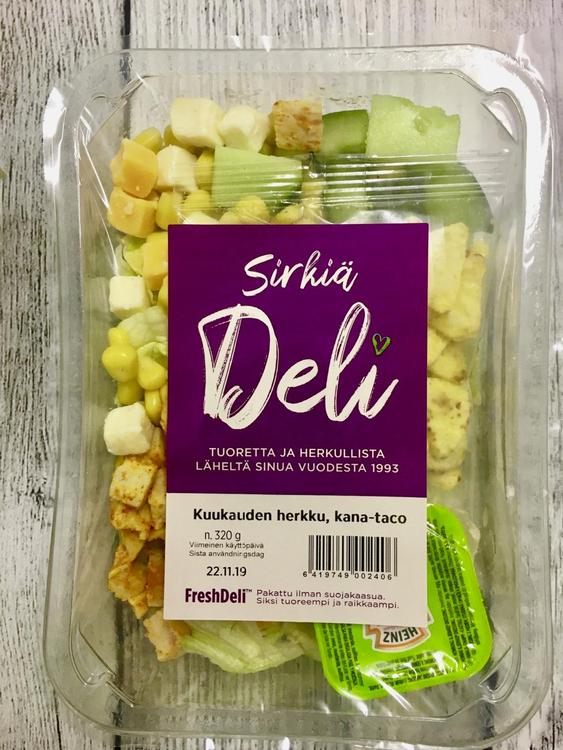 Sirkiä
Deli
TUORETTA JA HERKULLISTA
LÄHELTÄ SINUA VUODESTA 1993
Kuukauden herkku, kana-taco
n. 320 g
Viimeinen käyttöpäivä
Sista användningsdag
22.11.19
6 419749 002406
FreshDeli™ Pakattu ilman suojakaasua.
Siksi tuoreempi ja raikkaampi.
HEINZ